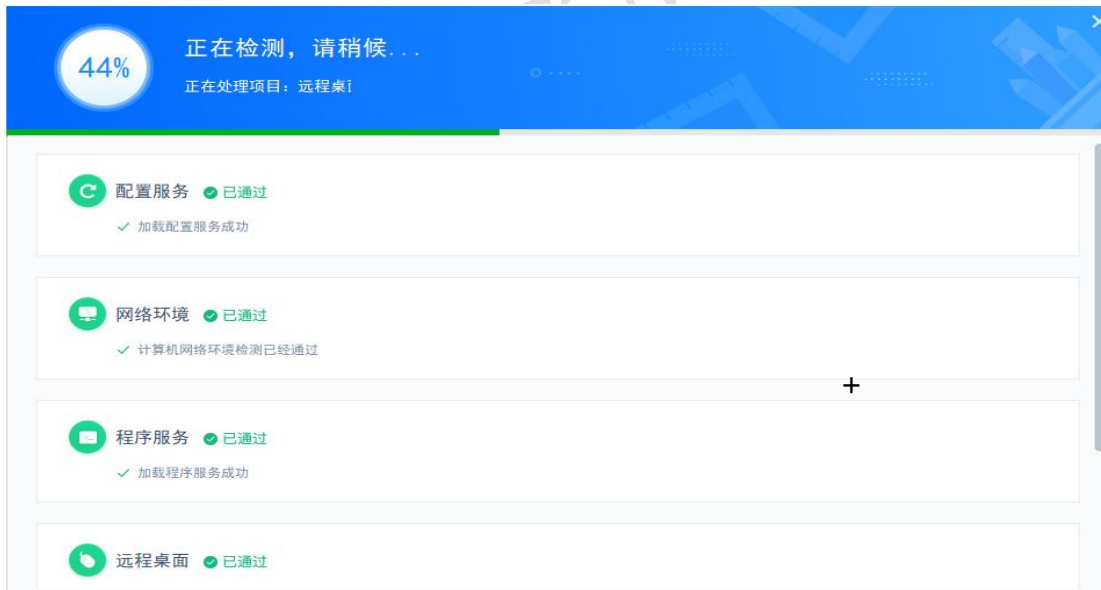 44%
正在检测，请稍候...
正在处理项目：远程桌
配置服务 已通过
加载配置服务成功
网络环境 已通过
计算机网络环境检测已经通过
程序服务 已通过
加载程序服务成功
远程桌面 已通过